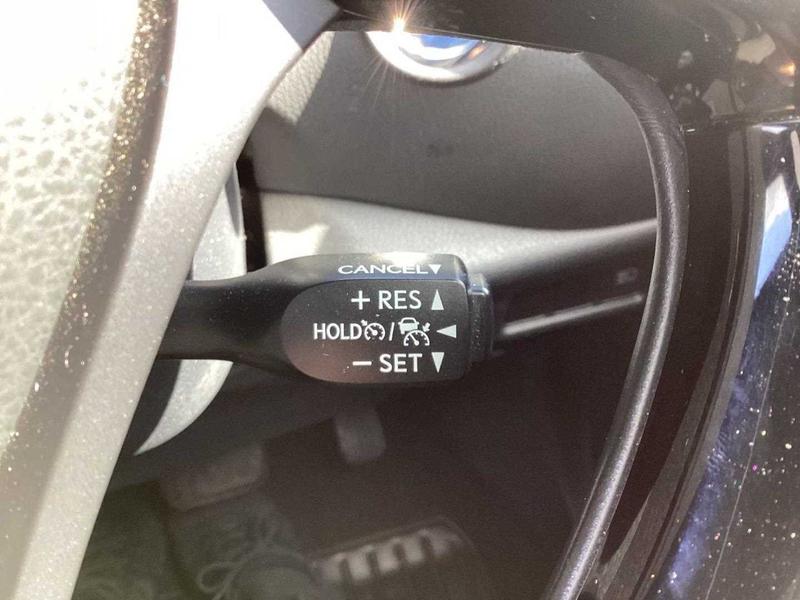 CANCEL▼
+ RES ▲
HOLD / ◄
− SET ▼